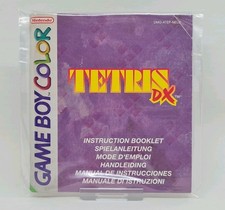 Nintendo
GAME BOY COLOR
TETRIS
DX
INSTRUCTION BOOKLET
SPIELANLEITUNG
MODE D'EMPLOI
HANDLEIDING
MANUAL DE INSTRUCCIONES
MANUALE DI ISTRUZIONI